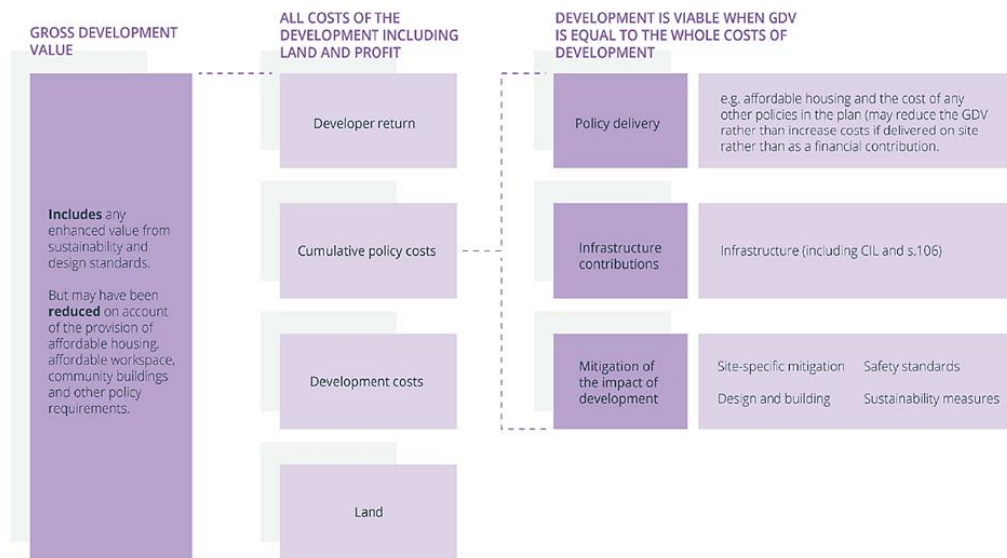 GROSS DEVELOPMENT
VALUE
Includes any
enhanced value from
sustainability and
design standards.
But may have been
reduced on account
of the provision of
affordable housing,
affordable workspace,
community buildings
and other policy
requirements.
ALL COSTS OF THE
DEVELOPMENT INCLUDING
LAND AND PROFIT
Developer return
Cumulative policy costs
Development costs
Land
DEVELOPMENT IS VIABLE WHEN GDV
IS EQUAL TO THE WHOLE COSTS OF
DEVELOPMENT
Policy delivery
e.g. affordable housing and the cost of any
other policies in the plan (may reduce the GDV
rather than increase costs if delivered on site
rather than as a financial contribution.
Infrastructure
contributions
Infrastructure (including CIL and s.106)
Mitigation of
the impact of
development
Site-specific mitigation Safety standards
Design and building Sustainability measures